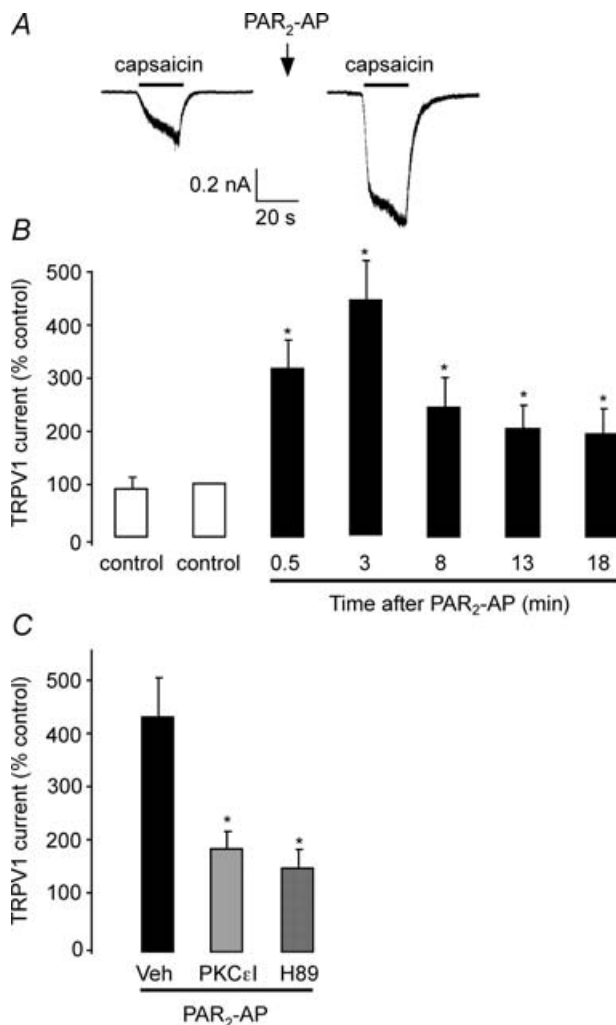 A
PAR₂-AP
capsaicin capsaicin
0.2 nA
20 s
B
TRPV1 current (% control)
500
400
300
200
100
0
* * * * *
control control 0.5 3 8 13 18
Time after PAR₂-AP (min)
C
TRPV1 current (% control)
500
400
300
200
100
0
* *
Veh PKCεI H89
PAR₂-AP